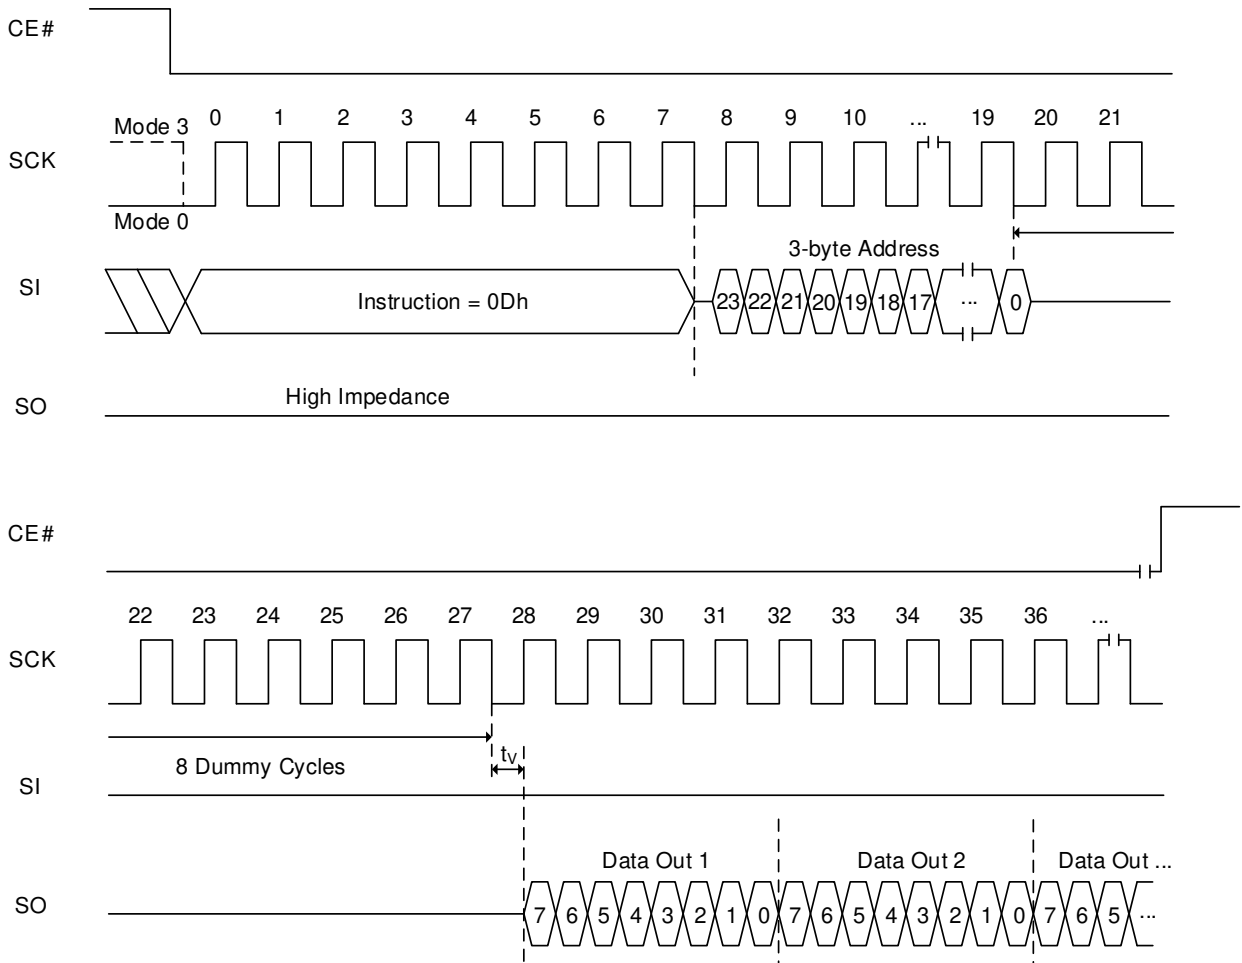 CE#
Mode 3
0 1 2 3 4 5 6 7 8 9 10 ... 19 20 21
SCK
Mode 0
3-byte Address
SI
Instruction = 0Dh
23 22 21 20 19 18 17 ... 0
High Impedance
SO
CE#
22 23 24 25 26 27 28 29 30 31 32 33 34 35 36 ...
SCK
tV
8 Dummy Cycles
SI
Data Out 1 Data Out 2 Data Out ...
SO
7 6 5 4 3 2 1 0 7 6 5 4 3 2 1 0 7 6 5 ...